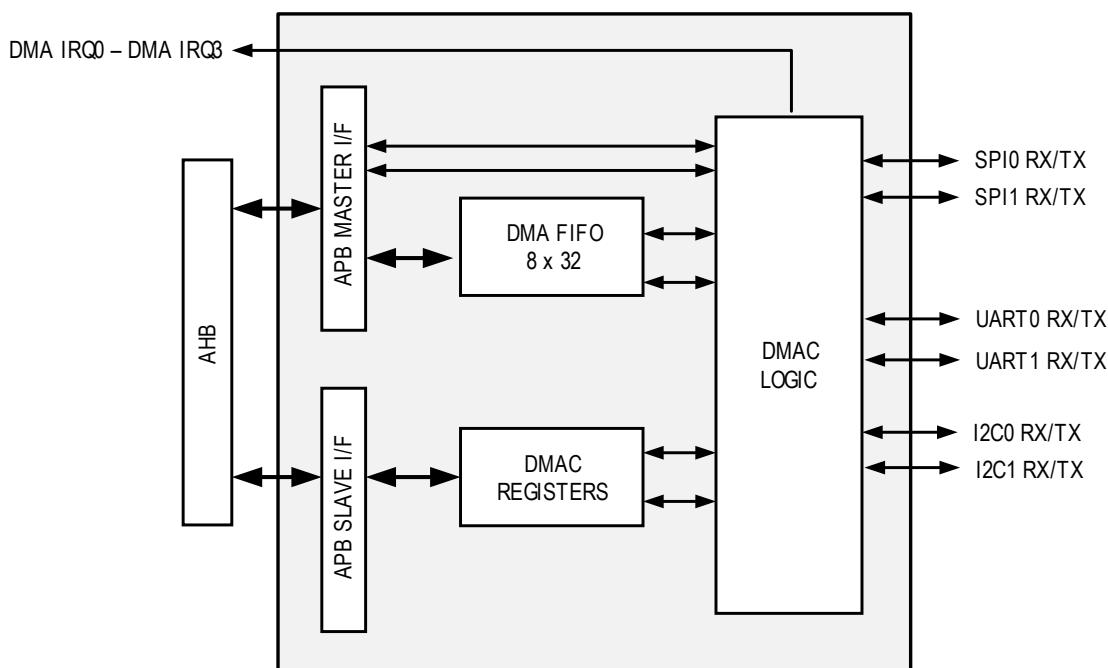 DMA IRQ0 – DMA IRQ3
AHB
APB MASTER I/F
APB SLAVE I/F
DMA FIFO
8 x 32
DMAC
REGISTERS
DMAC
LOGIC
SPI0 RX/TX
SPI1 RX/TX
UART0 RX/TX
UART1 RX/TX
I2C0 RX/TX
I2C1 RX/TX